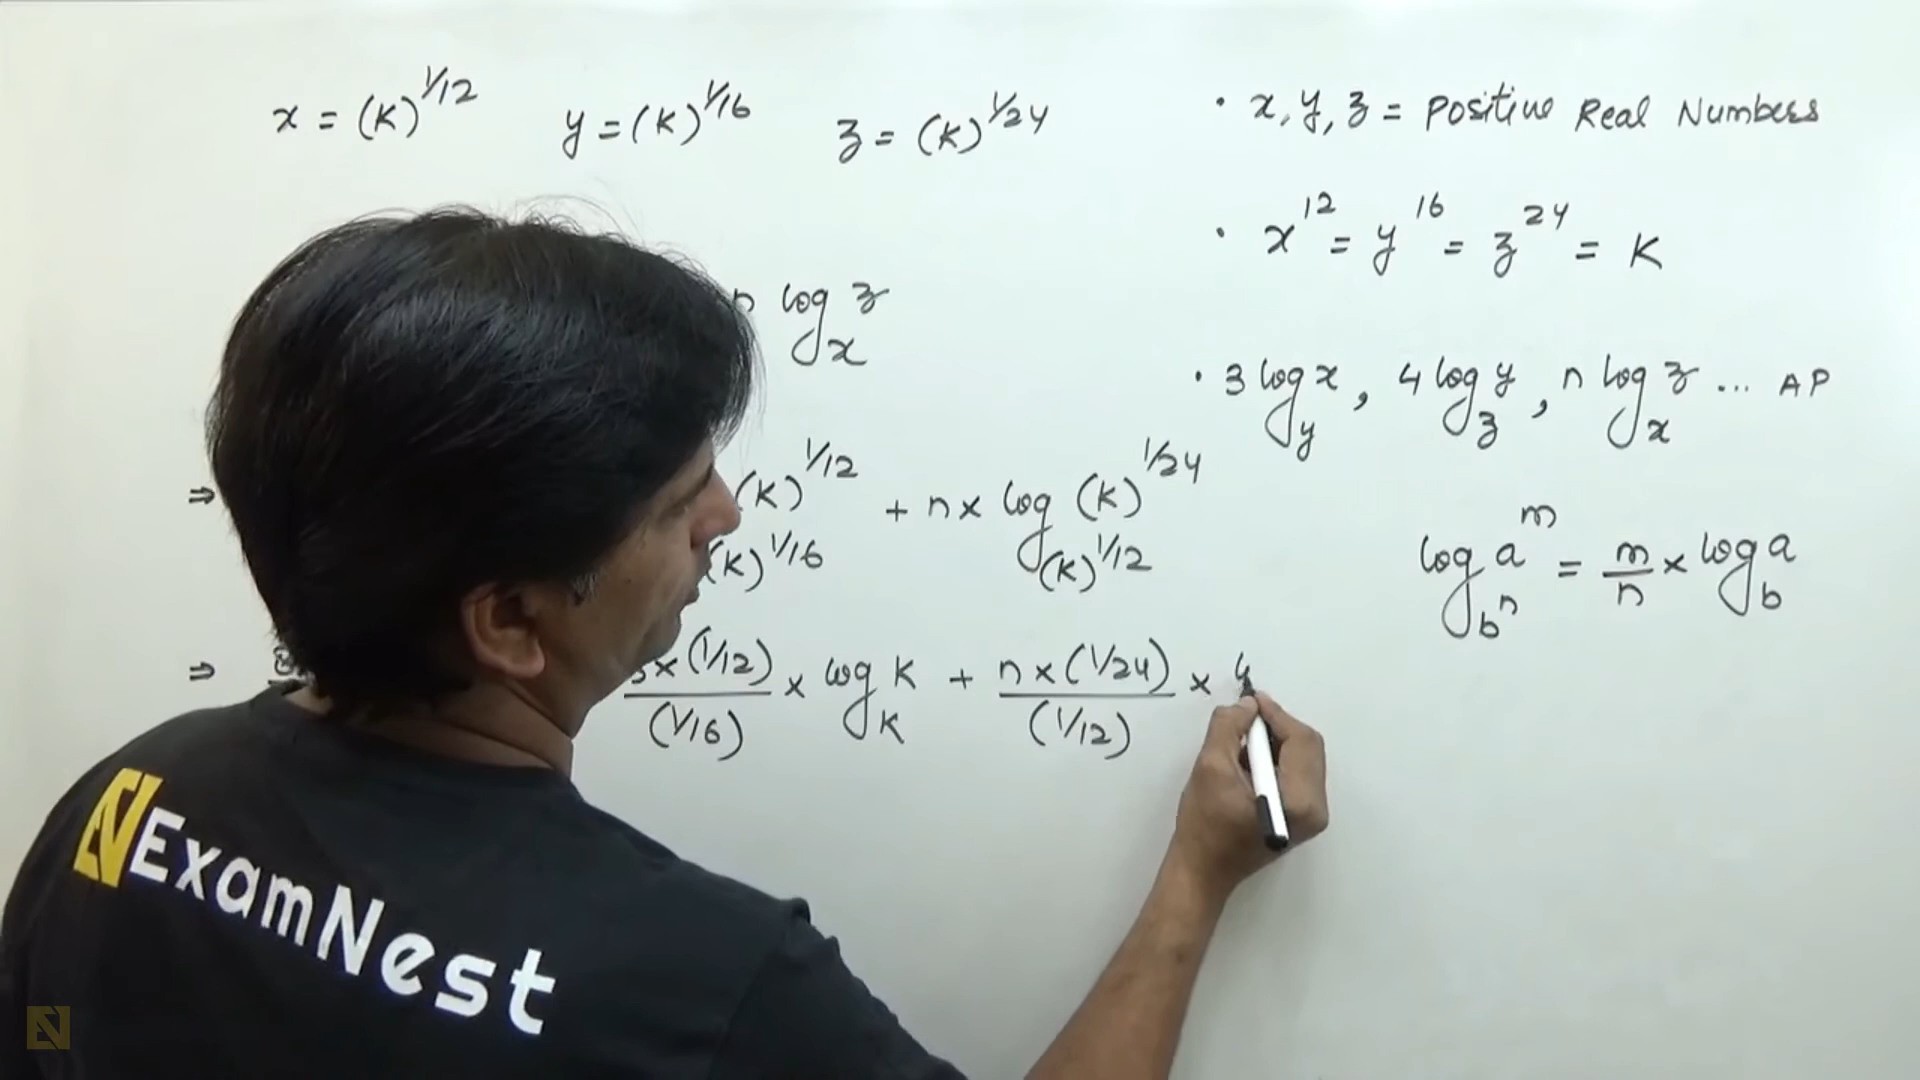 x = (K)^1/12 y = (K)^1/16 z = (K)^1/24
• x, y, z = Positive Real Numbers
• x^12 = y^16 = z^24 = K
n log_x z
• 3 log_y x , 4 log_z y , n log_x z ... AP
⇒ (K)^1/12 (K)^1/16 + n × log_(K)^1/12 (K)^1/24
log_b^n a^m = m/n × log_b a
⇒ × (1/12) / (1/16) × log_K K + n × (1/24) / (1/12) ×
ExamNest